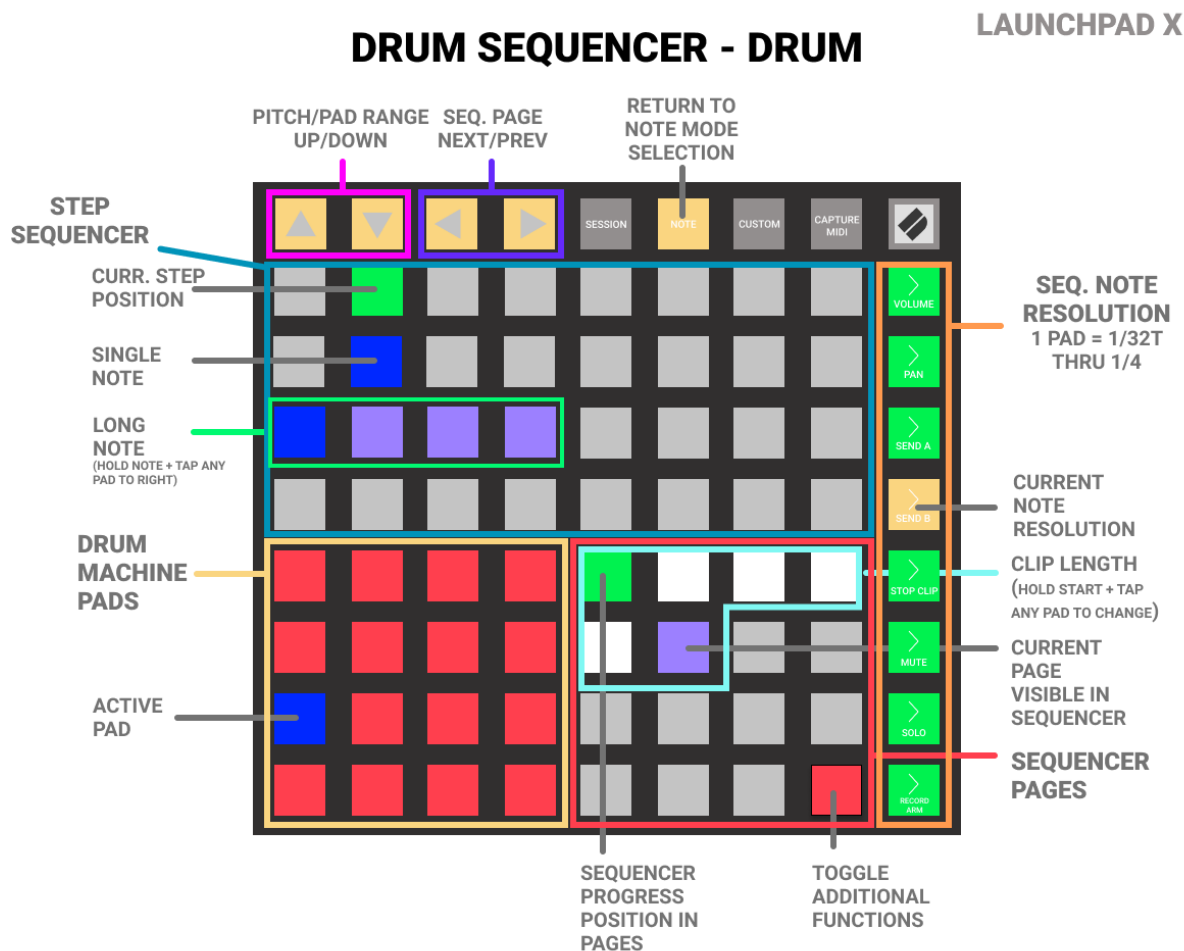 LAUNCHPAD X
DRUM SEQUENCER - DRUM
PITCH/PAD RANGE
UP/DOWN
SEQ. PAGE
NEXT/PREV
RETURN TO
NOTE MODE
SELECTION
SESSION
NOTE
CUSTOM
CAPTURE
MIDI
STEP
SEQUENCER
CURR. STEP
POSITION
SINGLE
NOTE
LONG
NOTE
(HOLD NOTE + TAP ANY
PAD TO RIGHT)
DRUM
MACHINE
PADS
ACTIVE
PAD
VOLUME
PAN
SEND A
SEND B
STOP CLIP
MUTE
SOLO
RECORD
ARM
SEQ. NOTE
RESOLUTION
1 PAD = 1/32T
THRU 1/4
CURRENT
NOTE
RESOLUTION
CLIP LENGTH
(HOLD START + TAP
ANY PAD TO CHANGE)
CURRENT
PAGE
VISIBLE IN
SEQUENCER
SEQUENCER
PAGES
SEQUENCER
PROGRESS
POSITION IN
PAGES
TOGGLE
ADDITIONAL
FUNCTIONS